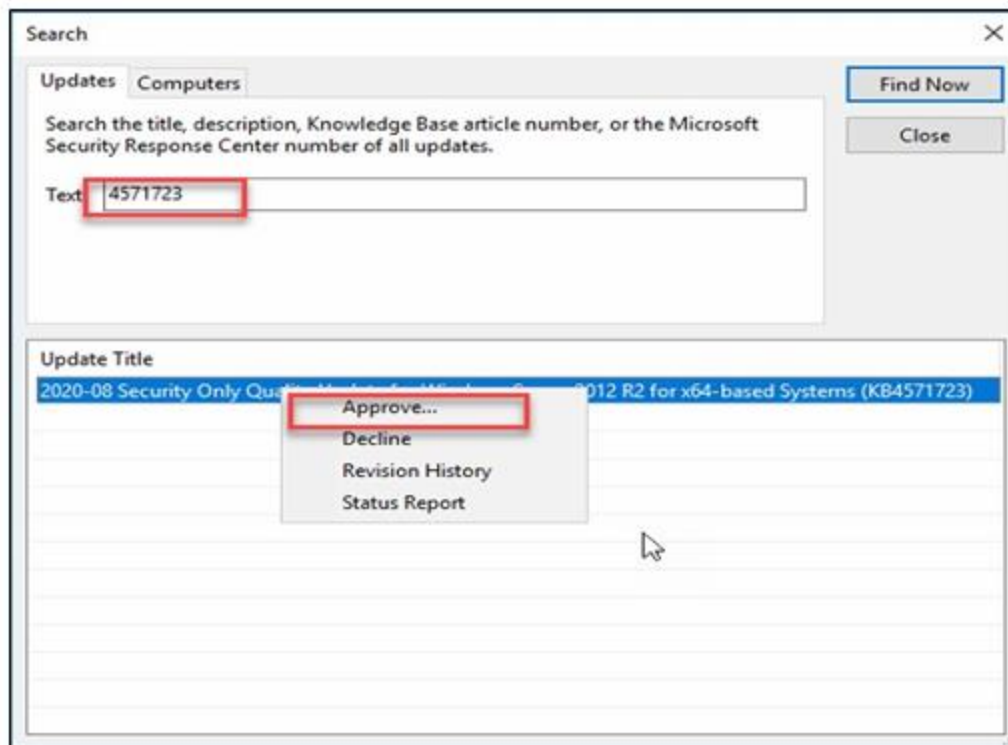 Search
Updates
Computers
Find Now
Search the title, description, Knowledge Base article number, or the Microsoft
Security Response Center number of all updates.
Close
Text
4571723
Update Title
2020-08 Security Only 012 R2 for x64-based Systems (KB4571723)
Approve...
Decline
Revision History
Status Report